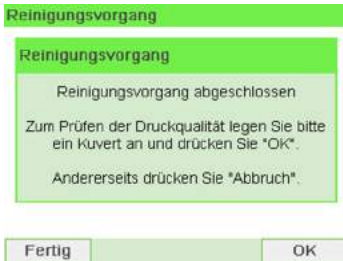 Reinigungsvorgang
Reinigungsvorgang
Reinigungsvorgang abgeschlossen
Zum Prüfen der Druckqualität legen Sie bitte
ein Kuvert an und drücken Sie "OK".
Andererseits drücken Sie "Abbruch".
Fertig
OK